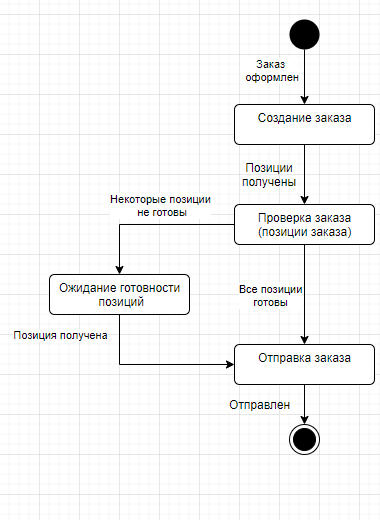 Заказ
оформлен
Создание заказа
Позиции
получены
Некоторые позиции
не готовы
Проверка заказа
(позиции заказа)
Ожидание готовности
позиций
Все позиции
готовы
Позиция получена
Отправка заказа
Отправлен